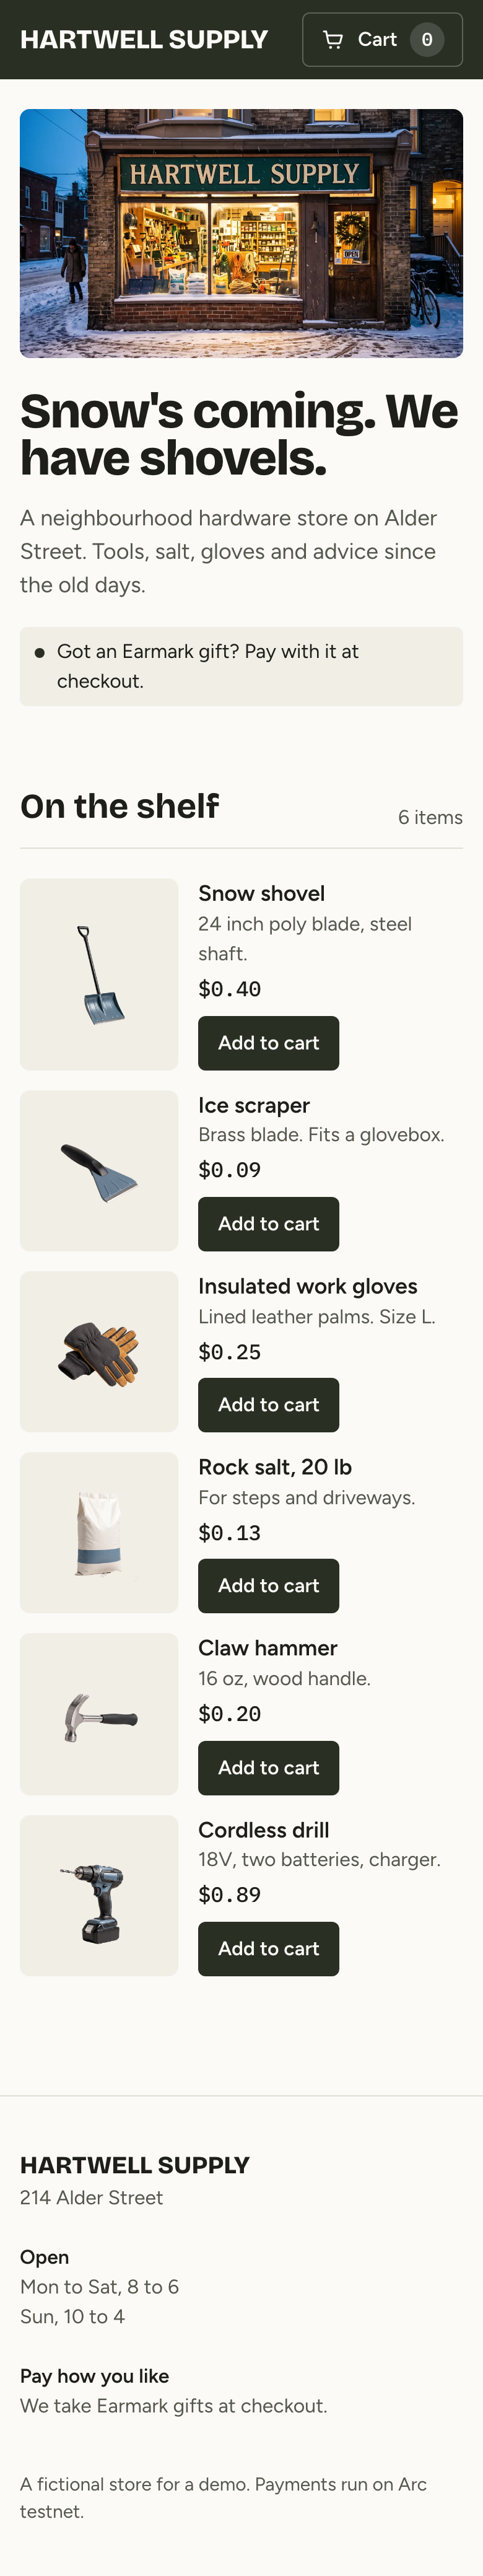 HARTWELL SUPPLY
Cart 0
HARTWELL SUPPLY
OPEN
Snow's coming. We
have shovels.
A neighbourhood hardware store on Alder
Street. Tools, salt, gloves and advice since
the old days.
Got an Earmark gift? Pay with it at
checkout.
On the shelf
6 items
Snow shovel
24 inch poly blade, steel
shaft.
$0.40
Add to cart
Ice scraper
Brass blade. Fits a glovebox.
$0.09
Add to cart
Insulated work gloves
Lined leather palms. Size L.
$0.25
Add to cart
Rock salt, 20 lb
For steps and driveways.
$0.13
Add to cart
Claw hammer
16 oz, wood handle.
$0.20
Add to cart
Cordless drill
18V, two batteries, charger.
$0.89
Add to cart
HARTWELL SUPPLY
214 Alder Street
Open
Mon to Sat, 8 to 6
Sun, 10 to 4
Pay how you like
We take Earmark gifts at checkout.
A fictional store for a demo. Payments run on Arc
testnet.